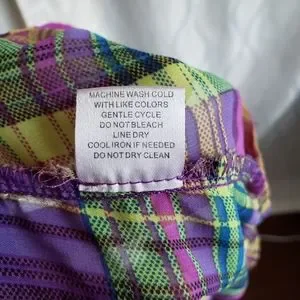 MACHINE WASH COLD
WITH LIKE COLORS
GENTLE CYCLE
DO NOT BLEACH
LINE DRY
COOL IRON IF NEEDED
DO NOT DRY CLEAN